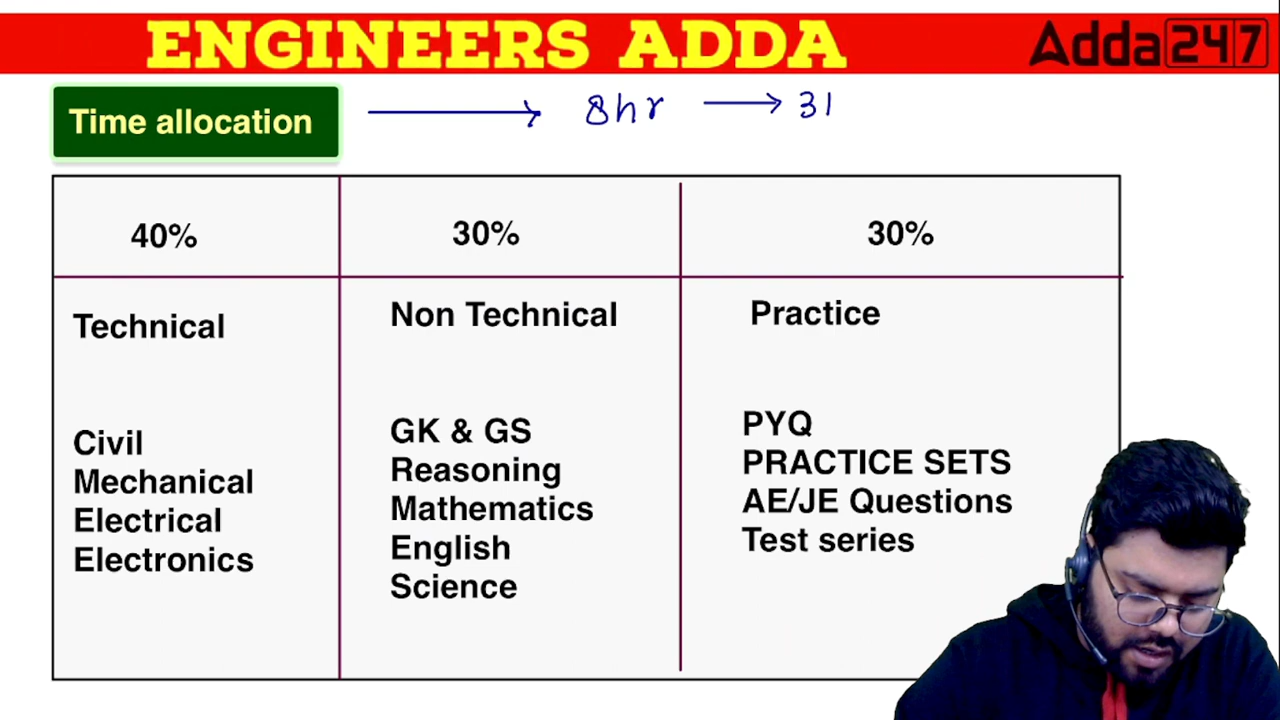 ENGINEERS ADDA Adda247
Time allocation 8hr 31
40% 30% 30%
Technical Non Technical Practice
Civil GK & GS PYQ
Mechanical Reasoning PRACTICE SETS
Electrical Mathematics AE/JE Questions
Electronics English Test series
Science